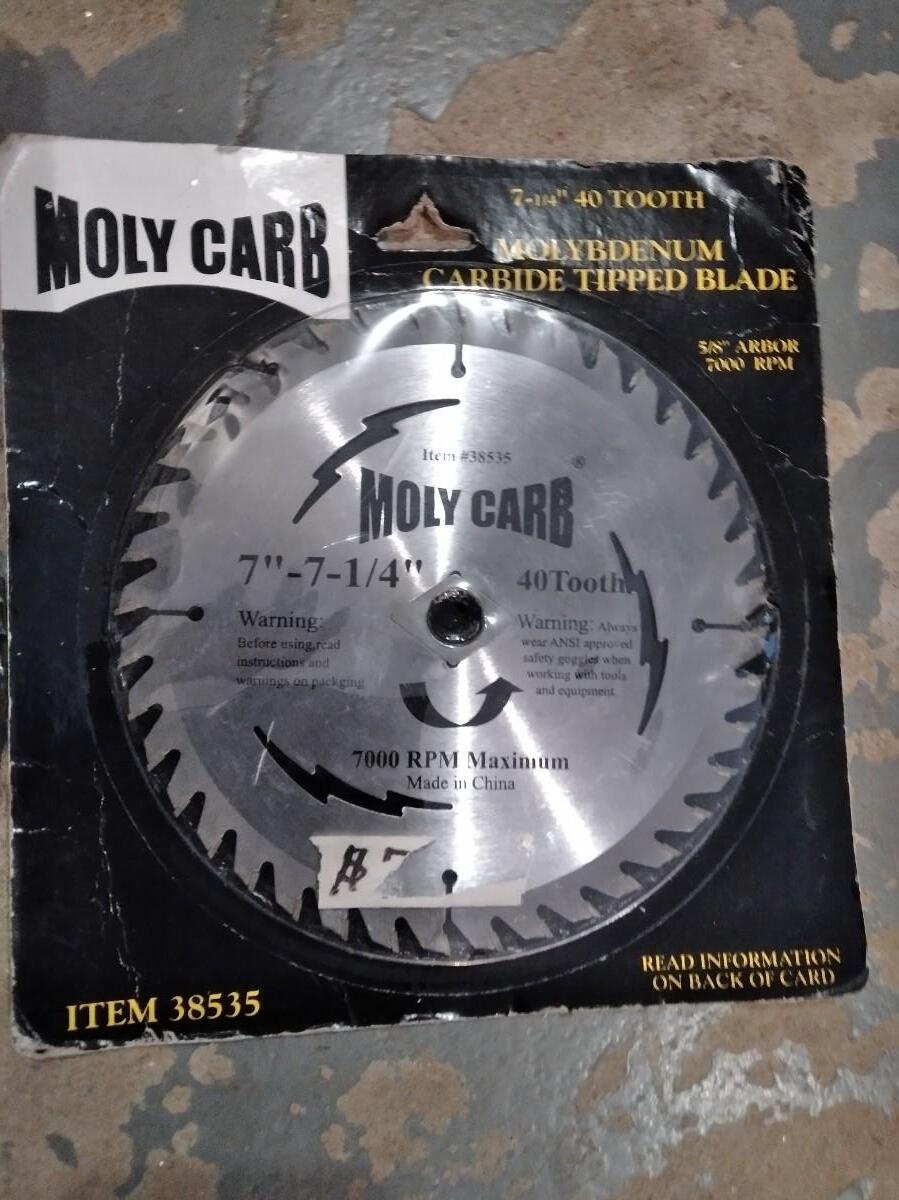 MOLY CARB
7-1/4" 40 TOOTH
MOLYBDENUM
CARBIDE TIPPED BLADE
5/8" ARBOR
7000 RPM
Item #38535
MOLY CARB ®
7"-7-1/4"
40Tooth
Warning:
Before using,read
instructions and
warnings on packging
Warning: Always
wear ANSI approved
safety goggles when
working with tools
and equipment.
7000 RPM Maximum
Made in China
READ INFORMATION
ON BACK OF CARD
ITEM 38535